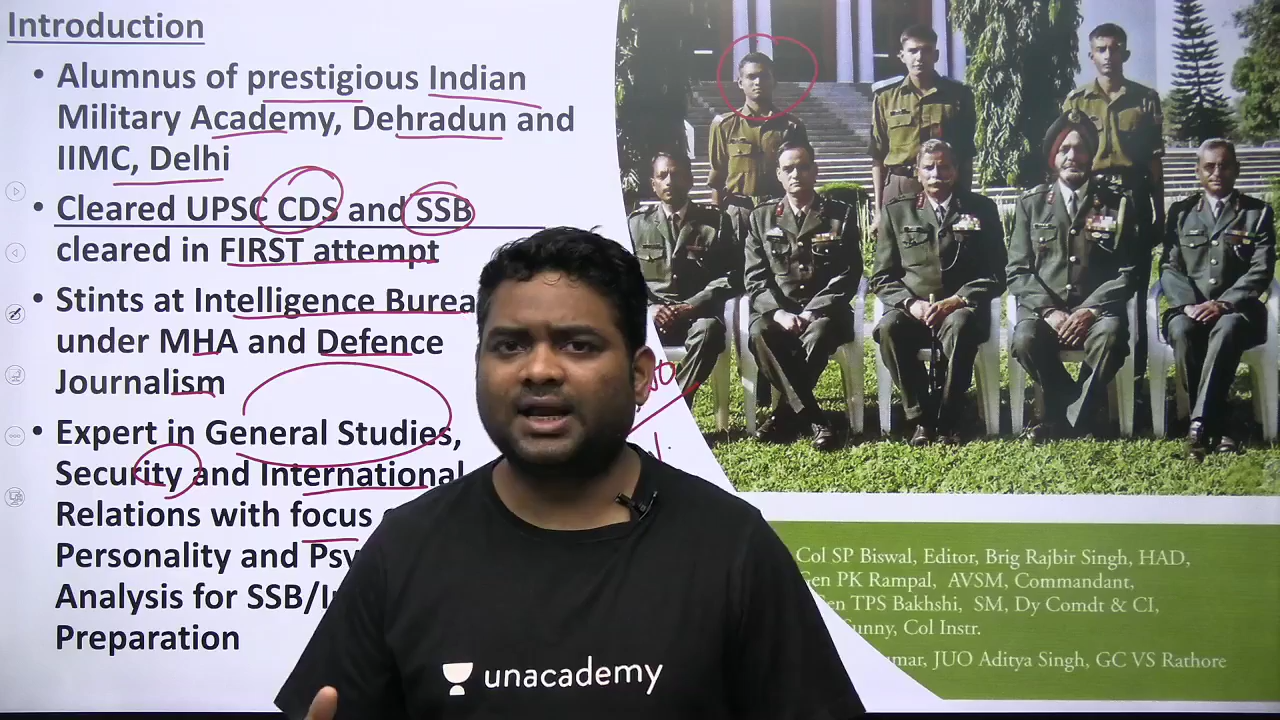 Introduction
• Alumnus of prestigious Indian
Military Academy, Dehradun and
IIMC, Delhi
• Cleared UPSC CDS and SSB
cleared in FIRST attempt
• Stints at Intelligence Burea
under MHA and Defence
Journalism
• Expert in General Studies,
Security and International
Relations with focus
Personality and Psy
Analysis for SSB/I
Preparation
Col SP Biswal, Editor, Brig Rajbir Singh, HAD,
Gen PK Rampal, AVSM, Commandant,
Gen TPS Bakhshi, SM, Dy Comdt & CI,
Sunny, Col Instr.
umar, JUO Aditya Singh, GC VS Rathore
unacademy